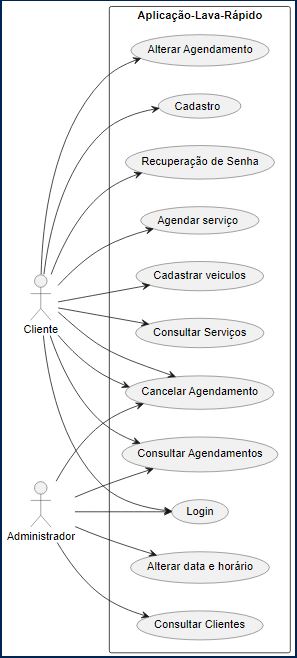 Aplicação-Lava-Rápido
Alterar Agendamento
Cadastro
Recuperação de Senha
Agendar serviço
Cadastrar veiculos
Cliente
Consultar Serviços
Cancelar Agendamento
Consultar Agendamentos
Login
Administrador
Alterar data e horário
Consultar Clientes